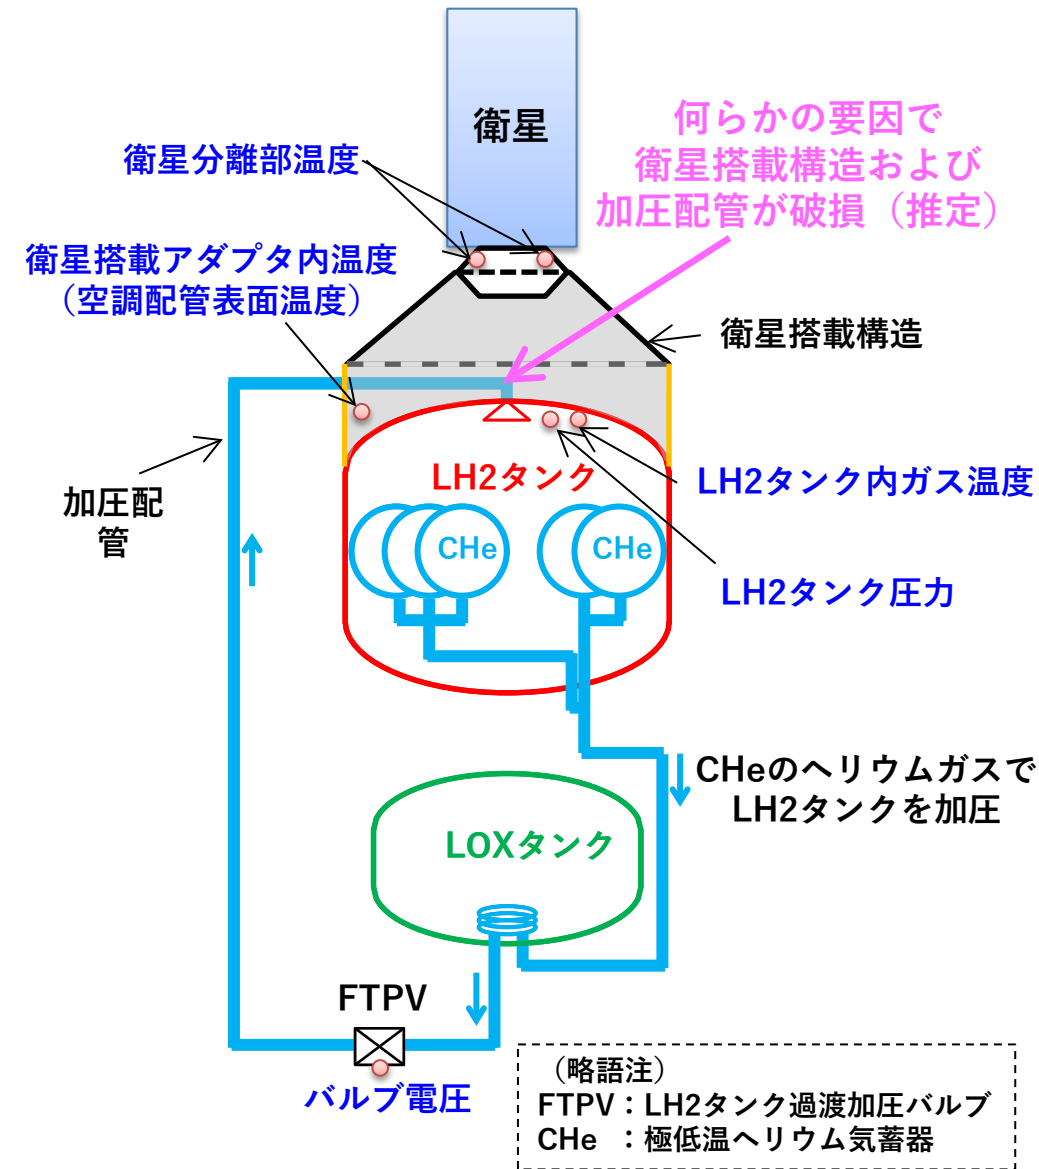 衛星
何らかの要因で
衛星搭載構造および
加圧配管が破損（推定）
衛星分離部温度
衛星搭載アダプタ内温度
（空調配管表面温度）
衛星搭載構造
LH2タンク
LH2タンク内ガス温度
加圧配
管
CHe
CHe
LH2タンク圧力
CHeのヘリウムガスで
LH2タンクを加圧
LOXタンク
FTPV
バルブ電圧
（略語注）
FTPV：LH2タンク過渡加圧バルブ
CHe ：極低温ヘリウム気蓄器